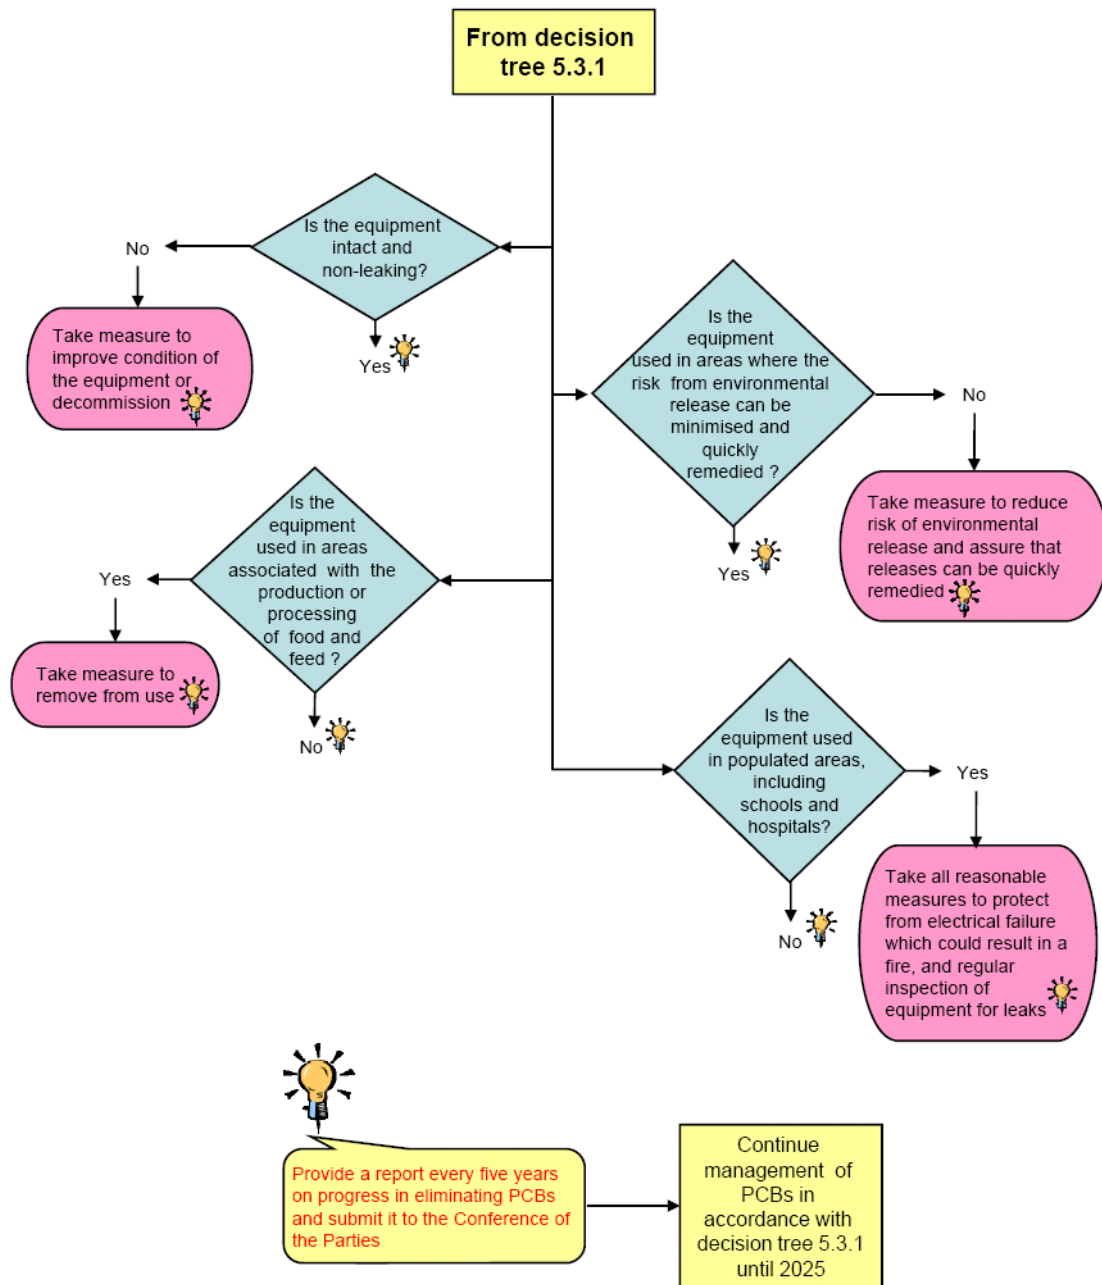 From decision
tree 5.3.1
Is the equipment
intact and
non-leaking?
No
Take measure to
improve condition of
the equipment or
decommission
Yes
Is the
equipment
used in areas where the
risk from environmental
release can be
minimised and
quickly
remedied ?
No
Take measure to reduce
risk of environmental
release and assure that
releases can be quickly
remedied
Yes
Is the
equipment
used in areas
associated with the
production or
processing
of food and
feed ?
Yes
Take measure to
remove from use
No
Is the
equipment used
in populated areas,
including
schools and
hospitals?
Yes
Take all reasonable
measures to protect
from electrical failure
which could result in a
fire, and regular
inspection of
equipment for leaks
No
Provide a report every five years
on progress in eliminating PCBs
and submit it to the Conference of
the Parties
Continue
management of
PCBs in
accordance with
decision tree 5.3.1
until 2025